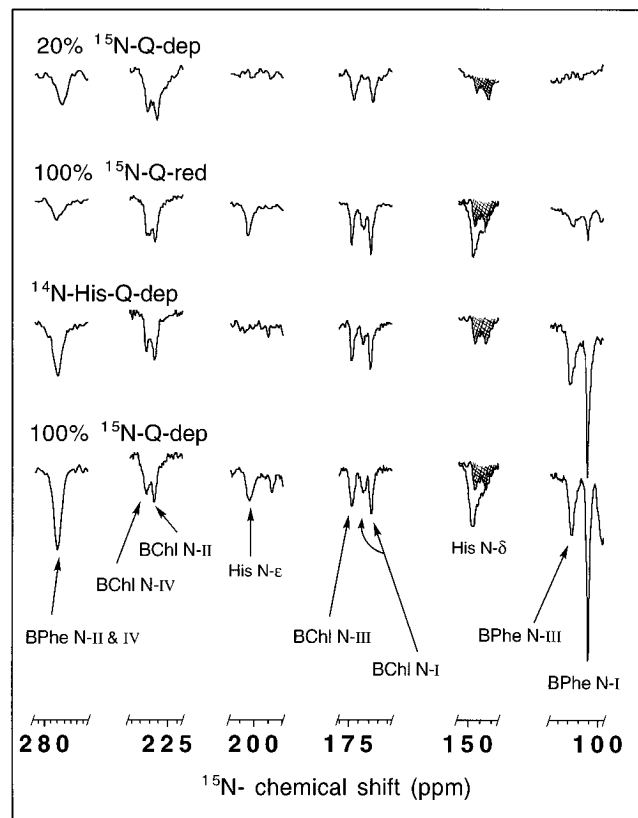 20% ¹⁵N-Q-dep
100% ¹⁵N-Q-red
¹⁴N-His-Q-dep
100% ¹⁵N-Q-dep
BChl N-II
BChl N-IV
BPhe N-II & IV
His N-ε
BChl N-III
BChl N-I
His N-δ
BPhe N-III
BPhe N-I
280 225 200 175 150 100
¹⁵N- chemical shift (ppm)